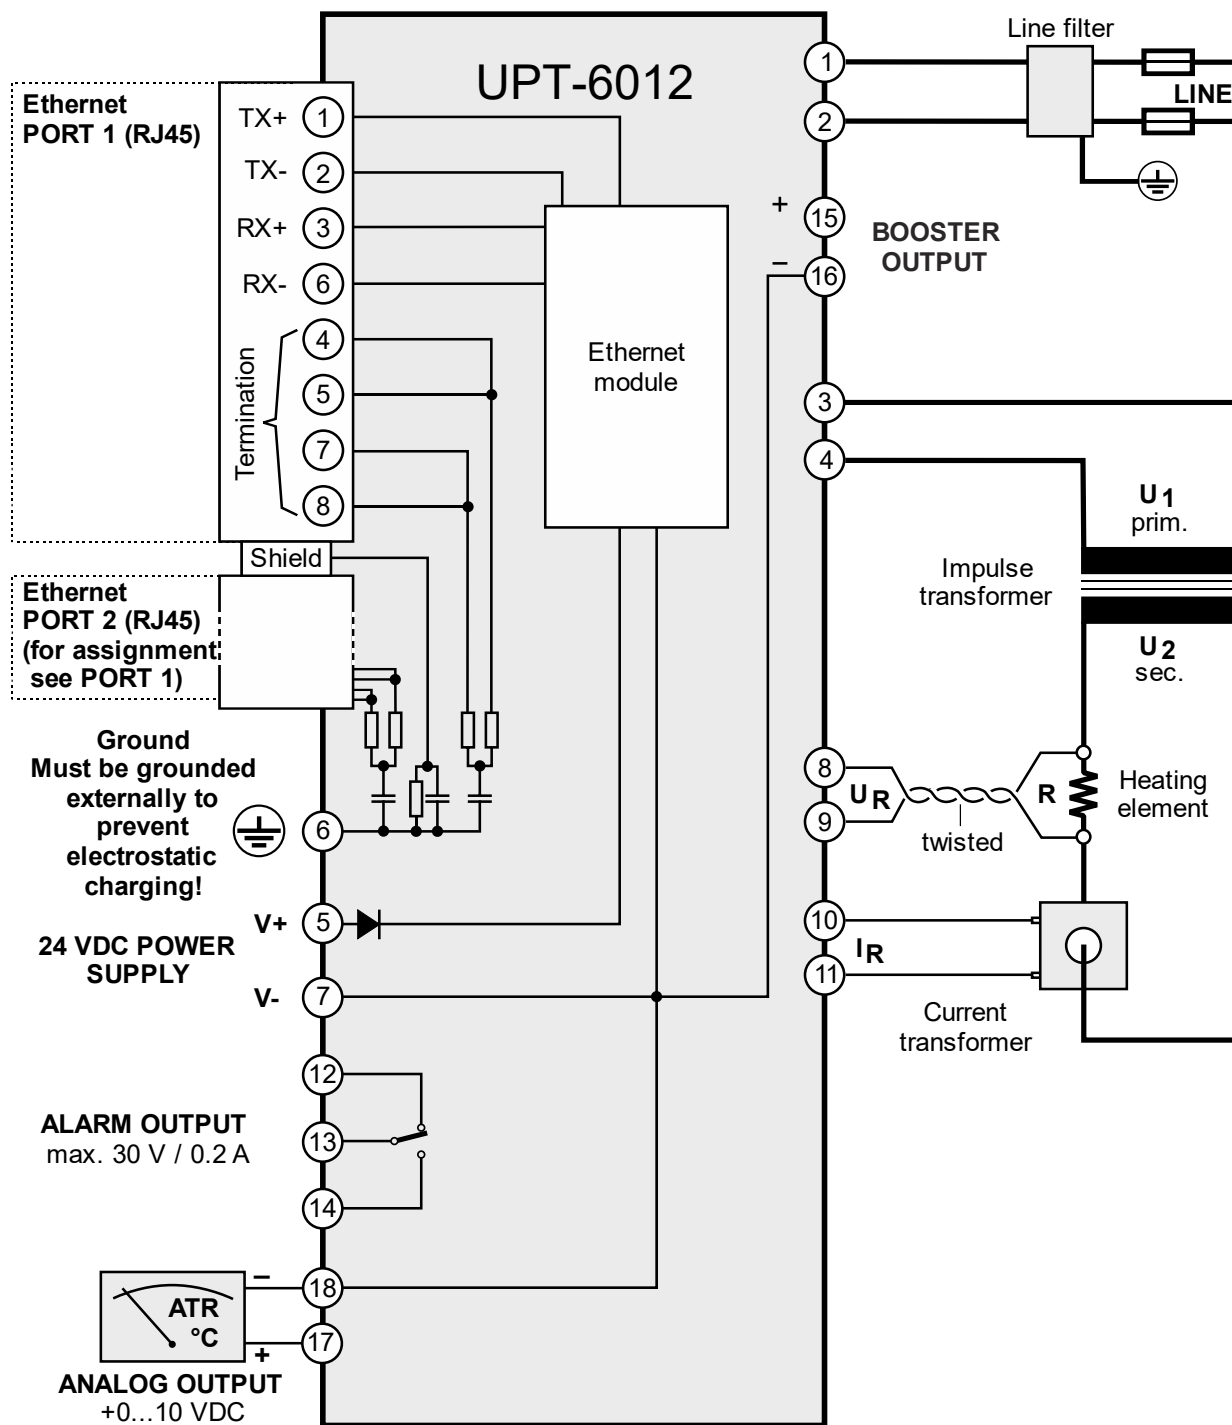 UPT-6012
Line filter
1
2
LINE
Ethernet
PORT 1 (RJ45)
TX+ 1
TX- 2
RX+ 3
RX- 6
4
5
7
8
Termination
Shield
Ethernet
PORT 2 (RJ45)
(for assignment
see PORT 1)
Ethernet
module
+ 15
– 16
BOOSTER
OUTPUT
3
4
U1
prim.
Impulse
transformer
U2
sec.
Ground
Must be grounded
externally to
prevent
electrostatic
charging!
6
8
9
UR
twisted
R
Heating
element
V+ 5
24 VDC POWER
SUPPLY
V- 7
10
11
IR
Current
transformer
12
13
14
ALARM OUTPUT
max. 30 V / 0.2 A
ATR
°C
– 18
+ 17
ANALOG OUTPUT
+0...10 VDC